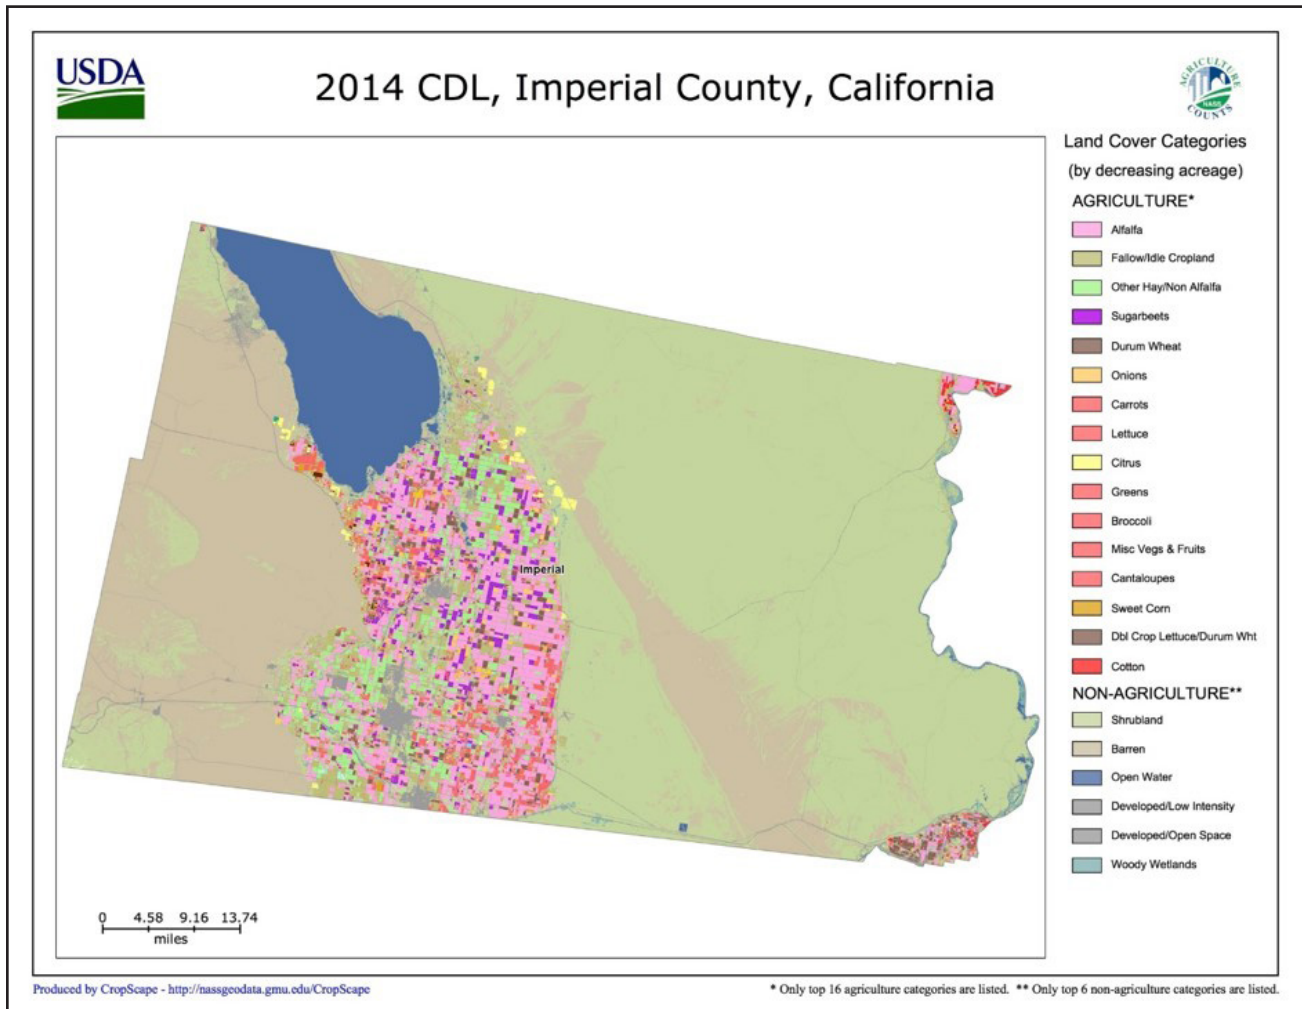 USDA
2014 CDL, Imperial County, California
AGRICULTURE
NASS
COUNTS
Land Cover Categories
(by decreasing acreage)
AGRICULTURE*
Alfalfa
Fallow/Idle Cropland
Other Hay/Non Alfalfa
Sugarbeets
Durum Wheat
Onions
Carrots
Lettuce
Citrus
Greens
Broccoli
Misc Vegs & Fruits
Cantaloupes
Sweet Corn
Dbl Crop Lettuce/Durum Wht
Cotton
NON-AGRICULTURE**
Shrubland
Barren
Open Water
Developed/Low Intensity
Developed/Open Space
Woody Wetlands
Imperial
0 4.58 9.16 13.74
miles
Produced by CropScape - http://nassgeodata.gmu.edu/CropScape
* Only top 16 agriculture categories are listed. ** Only top 6 non-agriculture categories are listed.